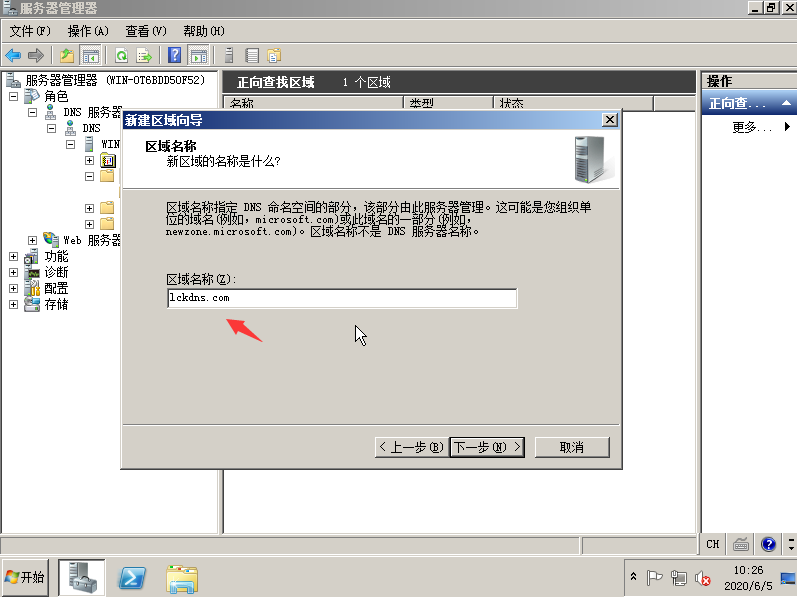 服务器管理器
文件(F) 操作(A) 查看(V) 帮助(H)
服务器管理器 (WIN-OT6BDD5OF52)
角色
DNS 服务器
DNS
WIN
Web 服务器
功能
诊断
配置
存储
正向查找区域 1 个区域
名称 类型 状态
操作
正向查...
更多...
新建区域向导
区域名称
新区域的名称是什么?
区域名称指定 DNS 命名空间的部分，该部分由此服务器管理。这可能是您组织单
位的域名(例如，microsoft.com)或此域名的一部分(例如，
newzone.microsoft.com)。区域名称不是 DNS 服务器名称。
区域名称(Z):
lckdns.com
< 上一步(B) 下一步(N) > 取消
CH
开始
10:26
2020/6/5